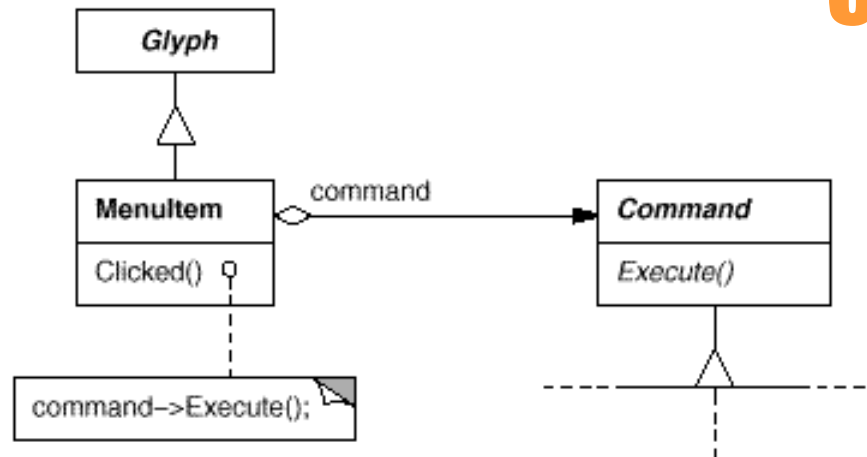 Glyph
MenuItem
command
Command
Clicked()
Execute()
command->Execute();